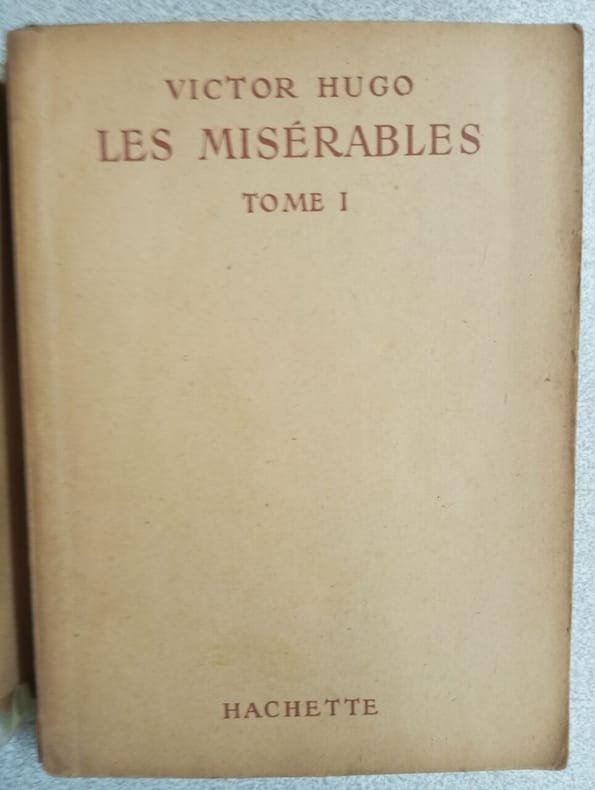 VICTOR HUGO
LES MISÉRABLES
TOME I
HACHETTE